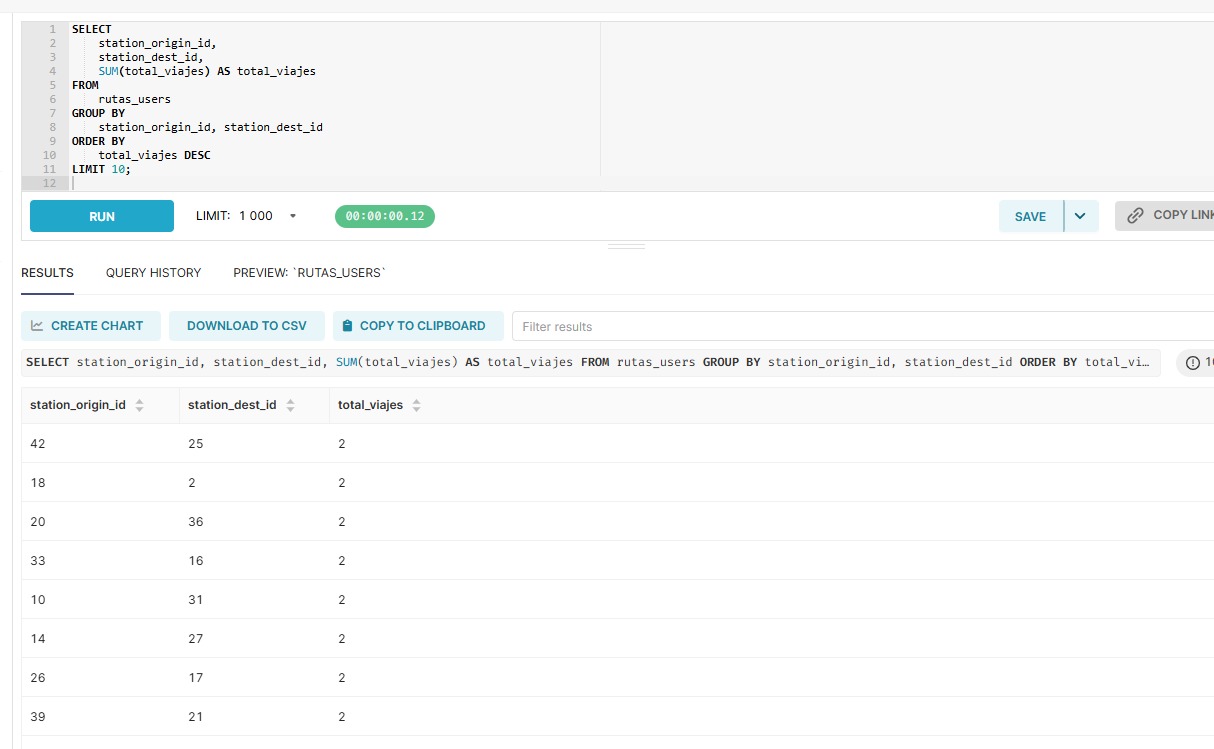 1 SELECT
2 station_origin_id,
3 station_dest_id,
4 SUM(total_viajes) AS total_viajes
5 FROM
6 rutas_users
7 GROUP BY
8 station_origin_id, station_dest_id
9 ORDER BY
10 total_viajes DESC
11 LIMIT 10;
12
RUN LIMIT: 1 000 00:00:00.12 SAVE COPY LINK
RESULTS QUERY HISTORY PREVIEW: `RUTAS_USERS`
CREATE CHART DOWNLOAD TO CSV COPY TO CLIPBOARD Filter results
SELECT station_origin_id, station_dest_id, SUM(total_viajes) AS total_viajes FROM rutas_users GROUP BY station_origin_id, station_dest_id ORDER BY total_vi…
station_origin_id station_dest_id total_viajes
42 25 2
18 2 2
20 36 2
33 16 2
10 31 2
14 27 2
26 17 2
39 21 2